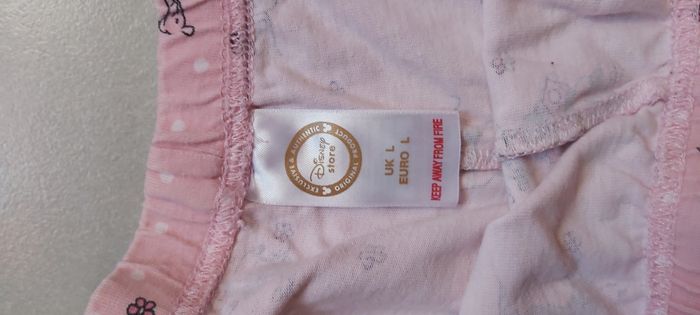 EXCLUSIVE & AUTHENTIC
ORIGINAL PRODUCT
Disney
store
UK L
EURO L
KEEP AWAY FROM FIRE